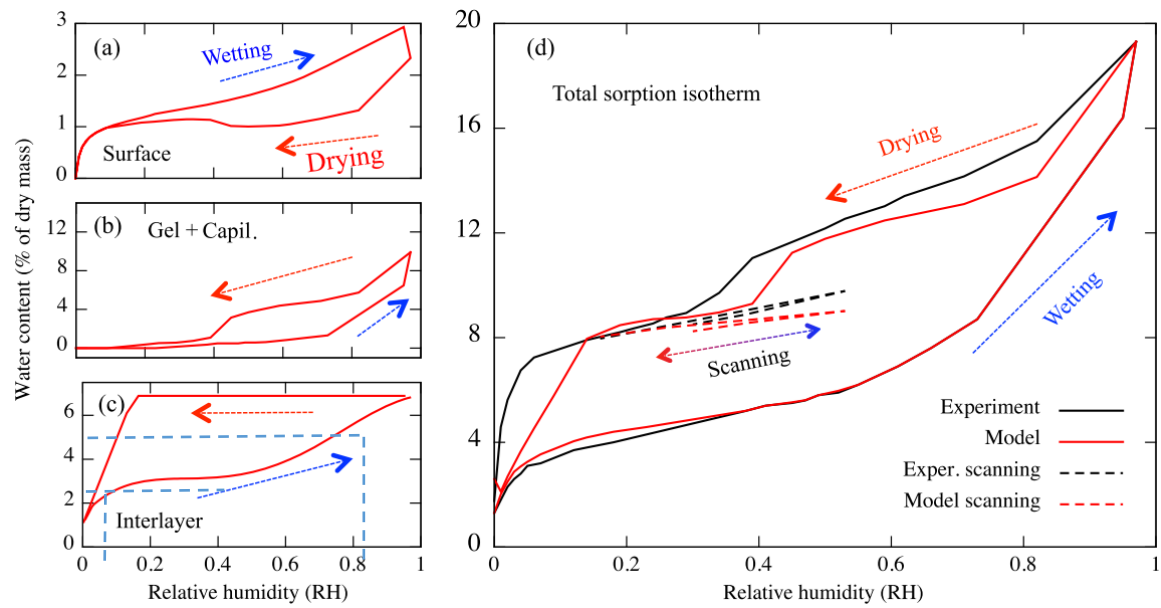 3
2
1
0
(a)
Wetting
Drying
Surface
12
8
4
0
(b)
Gel + Capil.
6
4
2
0
(c)
Interlayer
0
0.2
0.4
0.6
0.8
1
Relative humidity (RH)
Water content (% of dry mass)
20
16
12
8
4
0
(d)
Total sorption isotherm
Drying
Wetting
Scanning
Experiment
Model
Exper. scanning
Model scanning
0
0.2
0.4
0.6
0.8
1
Relative humidity (RH)